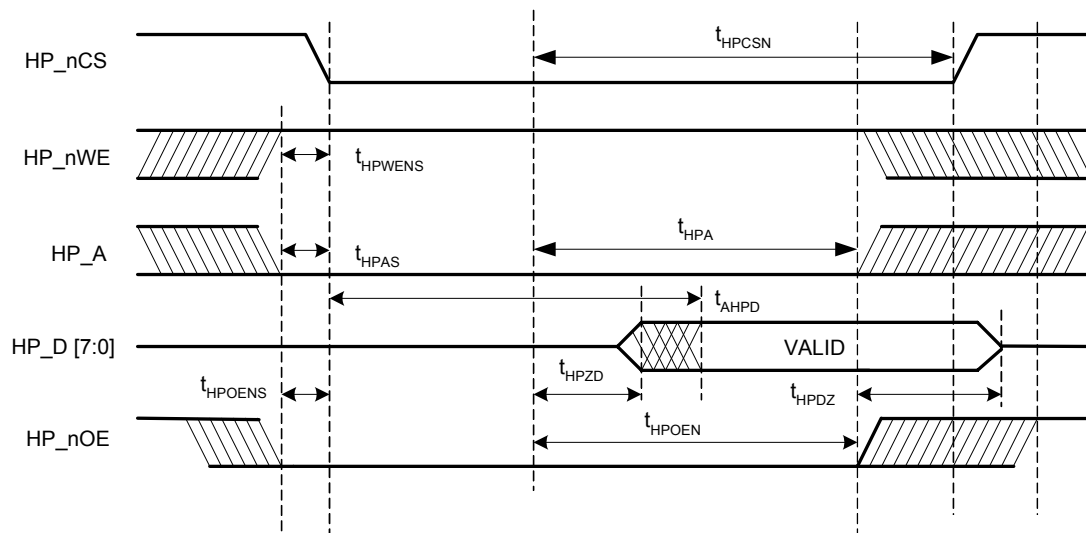 HP_nCS
t_HPCSN
HP_nWE
t_HPWENS
HP_A
t_HPAS
t_HPA
t_AHPD
HP_D [7:0]
VALID
t_HPOENS
t_HPZD
t_HPDZ
HP_nOE
t_HPOEN